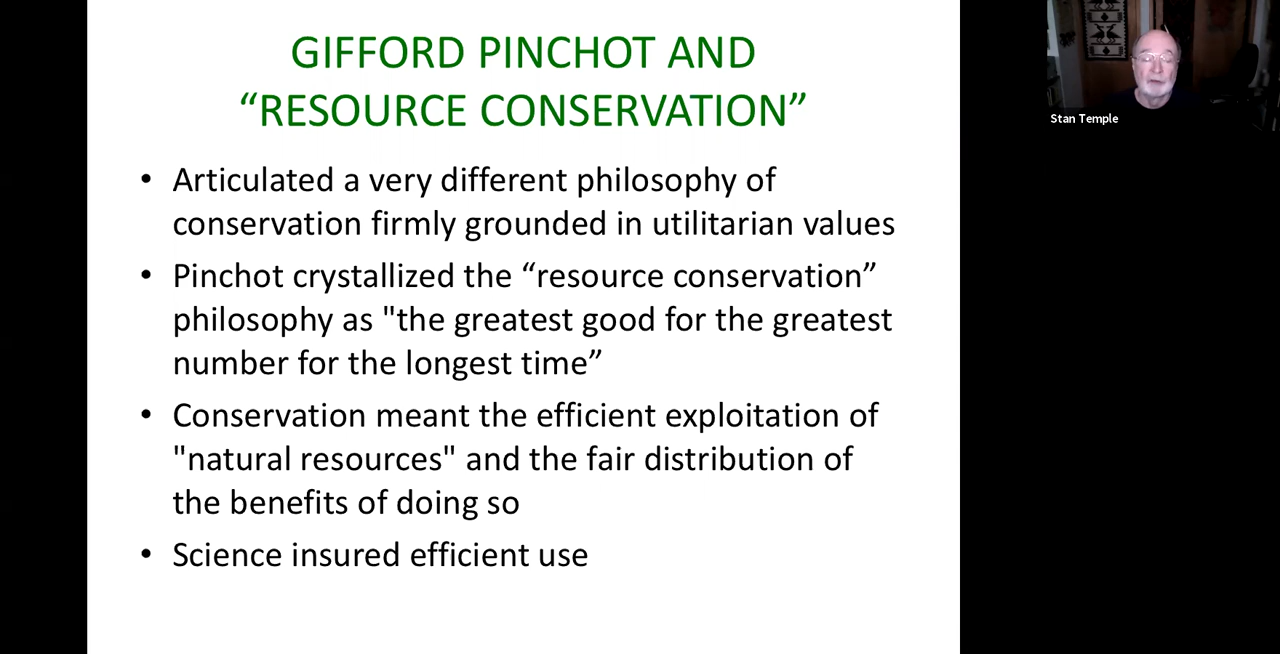 GIFFORD PINCHOT AND
“RESOURCE CONSERVATION”
• Articulated a very different philosophy of
conservation firmly grounded in utilitarian values
• Pinchot crystallized the “resource conservation”
philosophy as "the greatest good for the greatest
number for the longest time”
• Conservation meant the efficient exploitation of
"natural resources" and the fair distribution of
the benefits of doing so
• Science insured efficient use
Stan Temple